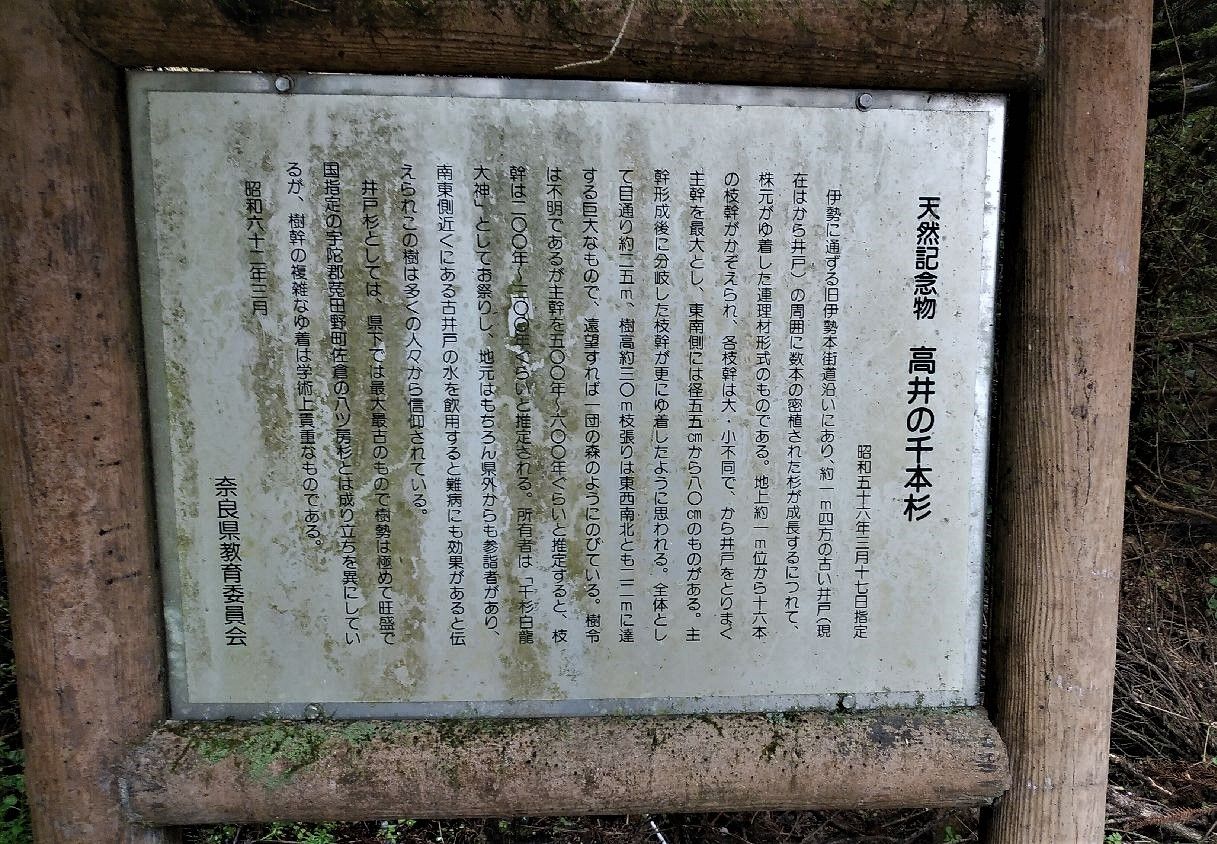 天然記念物　高井の千本杉
昭和五十六年三月十七日指定
伊勢に通ずる旧伊勢本街道沿いにあり、約一m四方の古い井戸(現
在はから井戸)の周囲に数本の密植された杉が成長するにつれて、
株元がゆ着した連理材形式のものである。地上約一m位から十六本
の枝幹がかぞえられ、各枝幹は大・小不同で、から井戸をとりまく
主幹を最大とし、東南側には径五五㎝から八〇㎝のものがある。主
幹形成後に分岐した枝幹が更にゆ着したように思われる。全体とし
て目通り約二五m、樹高約三〇m枝張りは東西南北とも二二mに達
する巨大なもので、遠望すれば一団の森のようにのびている。樹令
は不明であるが主幹を五〇〇年〜六〇〇年ぐらいと推定すると、枝
幹は二〇〇年〜三〇〇年ぐらいと推定される。所有者は「千杉白龍
大神」としてお祭りし、地元はもちろん県外からも参詣者があり、
南東側近くにある古井戸の水を飲用すると難病にも効果があると伝
えられこの樹は多くの人々から信仰されている。
井戸杉としては、県下では最大最古のもので樹勢は極めて旺盛で
国指定の宇陀郡菟田野町佐倉の八ツ房杉とは成り立ちを異にしてい
るが、樹幹の複雑なゆ着は学術上貴重なものである。
昭和六十二年三月
奈良県教育委員会